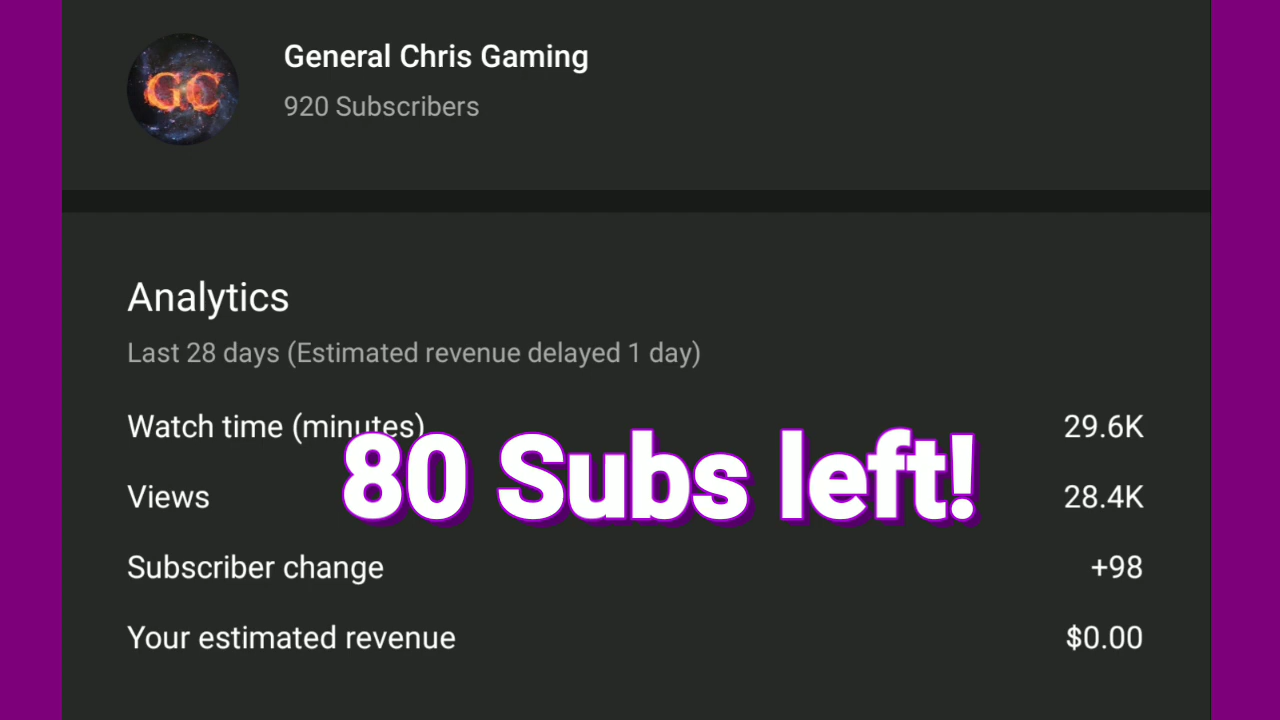 GC
General Chris Gaming
920 Subscribers
Analytics
Last 28 days (Estimated revenue delayed 1 day)
Watch time (minutes) 29.6K
80 Subs left!
Views 28.4K
Subscriber change +98
Your estimated revenue $0.00